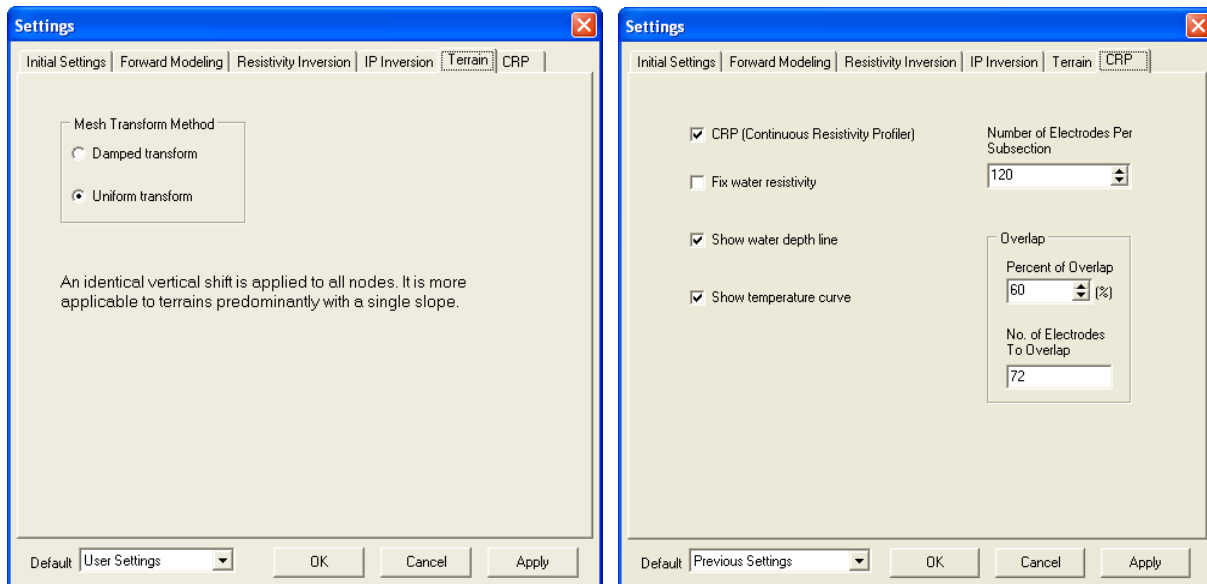 Settings
Initial Settings Forward Modeling Resistivity Inversion IP Inversion Terrain CRP
Mesh Transform Method
Damped transform
Uniform transform
An identical vertical shift is applied to all nodes. It is more
applicable to terrains predominantly with a single slope.
Default User Settings OK Cancel Apply
Settings
Initial Settings Forward Modeling Resistivity Inversion IP Inversion Terrain CRP
CRP (Continuous Resistivity Profiler)
Fix water resistivity
Show water depth line
Show temperature curve
Number of Electrodes Per
Subsection
120
Overlap
Percent of Overlap
60 (%)
No. of Electrodes
To Overlap
72
Default Previous Settings OK Cancel Apply